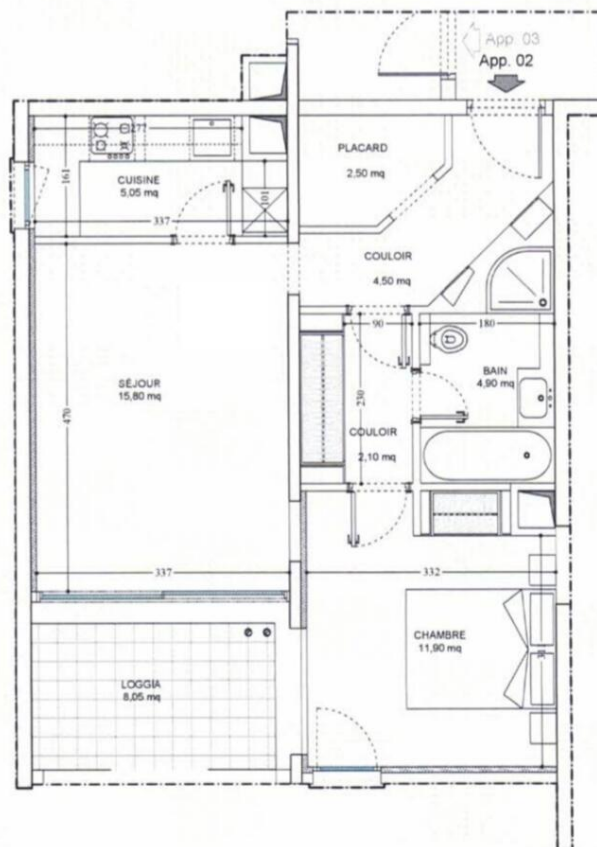 App. 03
App. 02
277
PLACARD
2,50 mq
CUISINE
5,05 mq
161
101
337
COULOIR
4,50 mq
90
180
BAIN
4,90 mq
SÉJOUR
15,80 mq
470
230
COULOIR
2,10 mq
337
332
CHAMBRE
11,90 mq
LOGGIA
8,05 mq